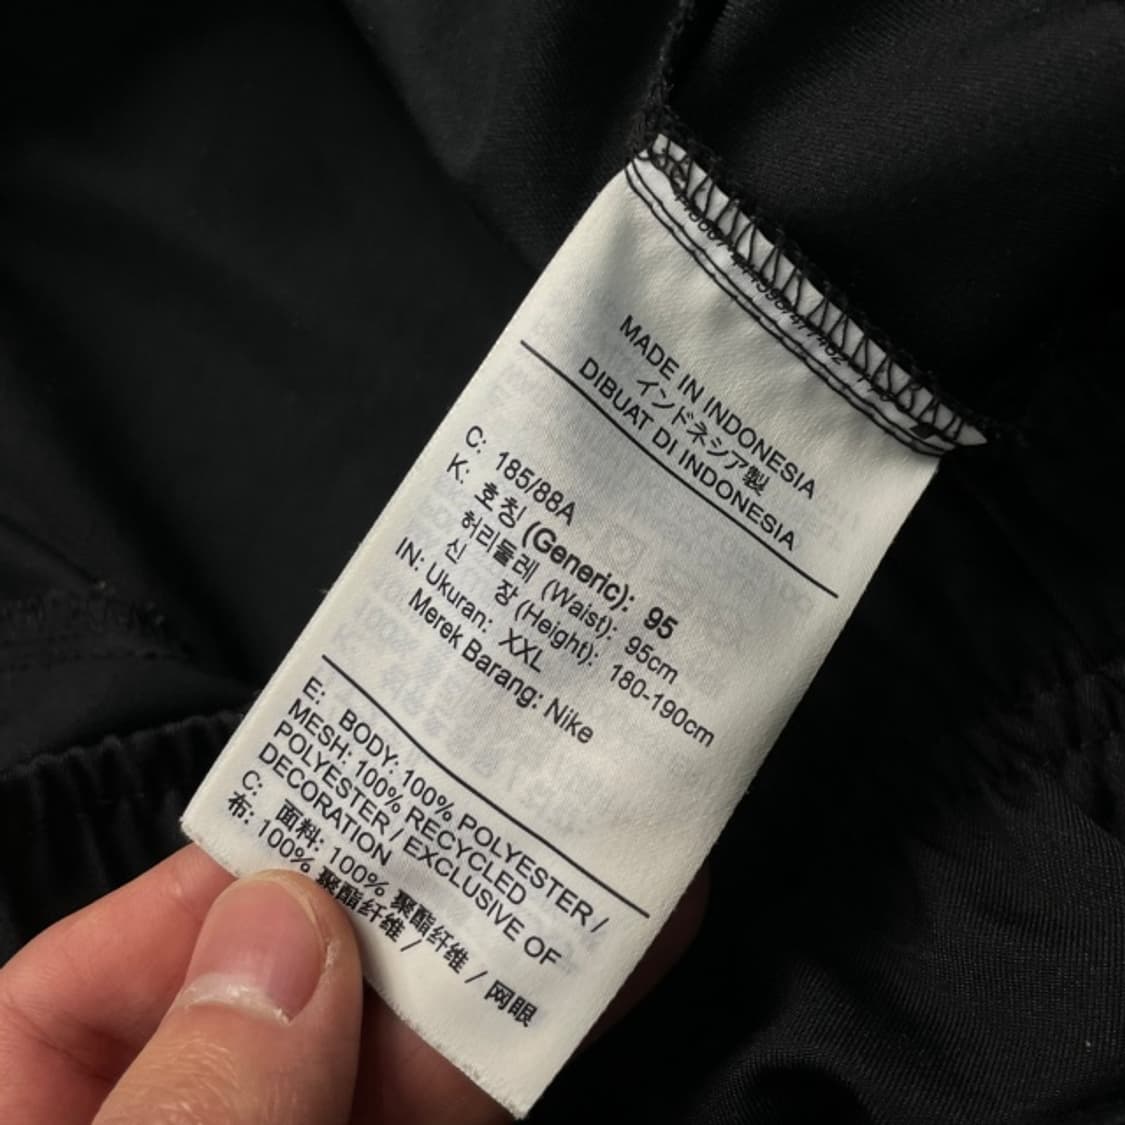 MADE IN INDONESIA
インドネシア製
DIBUAT DI INDONESIA
C: 185/88A
K: 호칭 (Generic): 95
허리둘레 (Waist): 95cm
신 장 (Height): 180-190cm
IN: Ukuran: XXL
Merek Barang: Nike
E: BODY: 100% POLYESTER /
MESH: 100% RECYCLED
POLYESTER / EXCLUSIVE OF
DECORATION
C: 面料: 100% 聚酯纤维 / 网眼
布: 100% 聚酯纤维 /